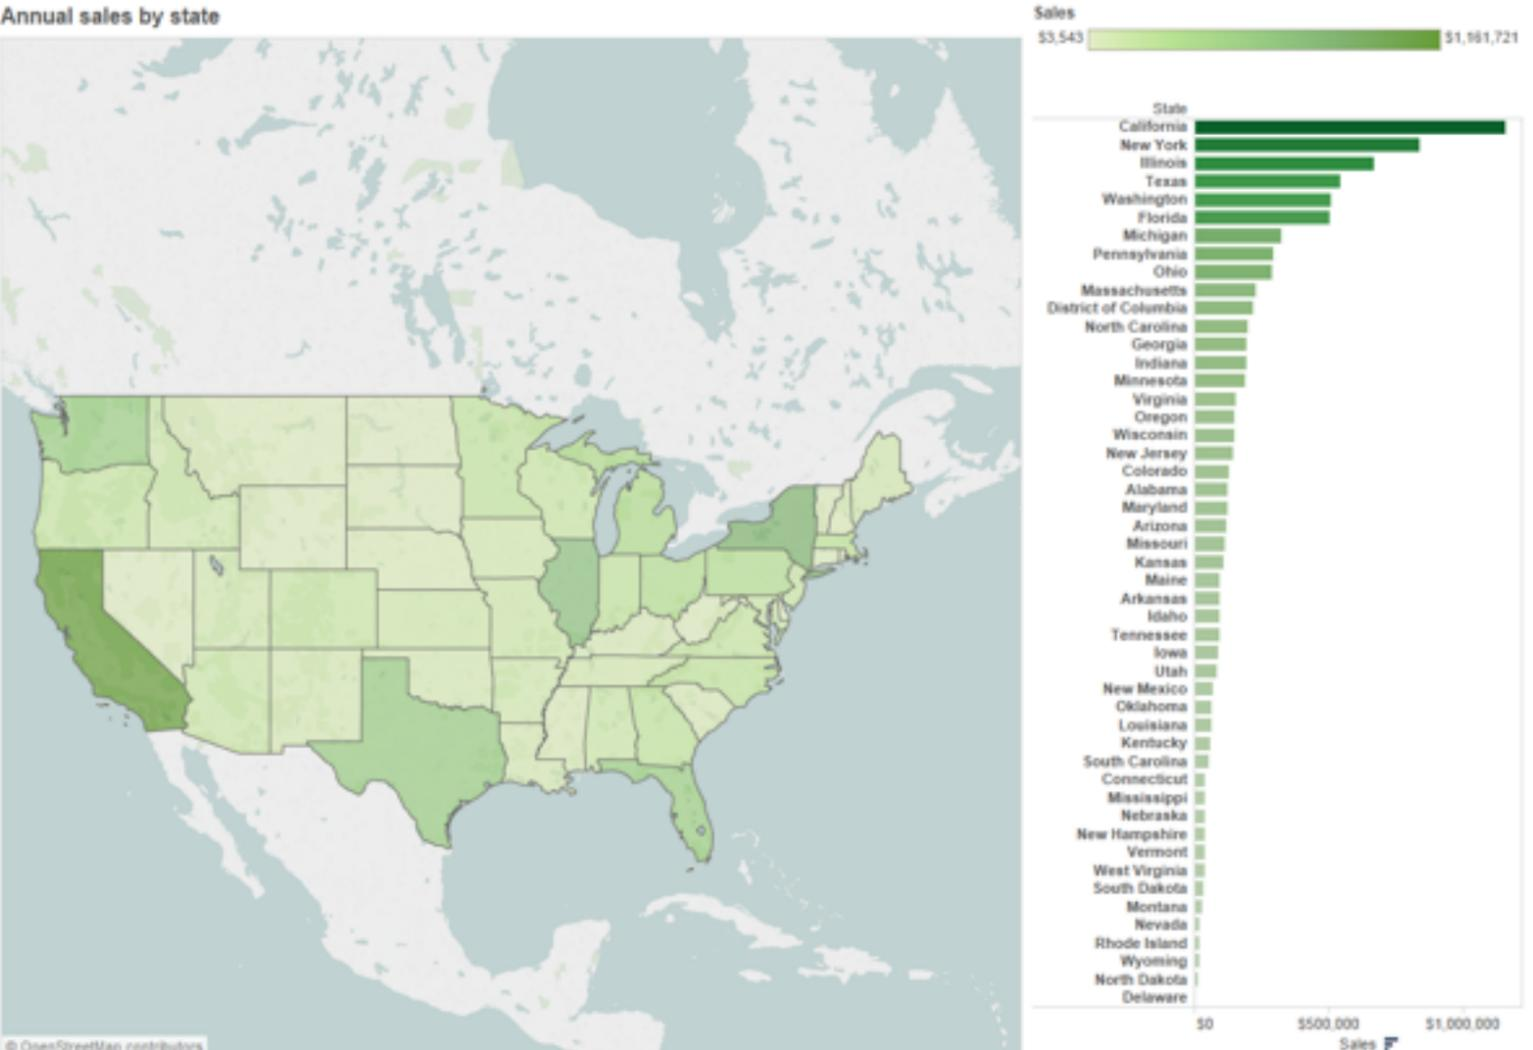 Annual sales by state
Sales
$3,543
$1,161,721
State
California
New York
Illinois
Texas
Washington
Florida
Michigan
Pennsylvania
Ohio
Massachusetts
District of Columbia
North Carolina
Georgia
Indiana
Minnesota
Virginia
Oregon
Wisconsin
New Jersey
Colorado
Alabama
Maryland
Arizona
Missouri
Kansas
Maine
Arkansas
Idaho
Tennessee
Iowa
Utah
New Mexico
Oklahoma
Louisiana
Kentucky
South Carolina
Connecticut
Mississippi
Nebraska
New Hampshire
Vermont
West Virginia
South Dakota
Montana
Nevada
Rhode Island
Wyoming
North Dakota
Delaware
$0
$500,000
$1,000,000
Sales
© OpenStreetMap contributors